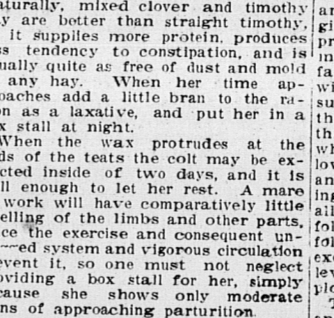 aturally, mixed clover and timothy
y are better than straight timothy,
it supplies more protein, produces
s tendency to constipation, and is
ually quite as free of dust and mold
any hay. When her time ap-
oaches add a little bran to the ra-
on as a laxative, and put her in a
x stall at night.
When the wax protrudes at the
ds of the teats the colt may be ex-
cted inside of two days, and it is
ll enough to let her rest. A mare
work will have comparatively little
elling of the limbs and other parts,
ce the exercise and consequent un-
ed system and vigorous circulation
event it, so one must not neglect
oviding a box stall for her, simply
cause she shows only moderate
ns of approaching parturition.